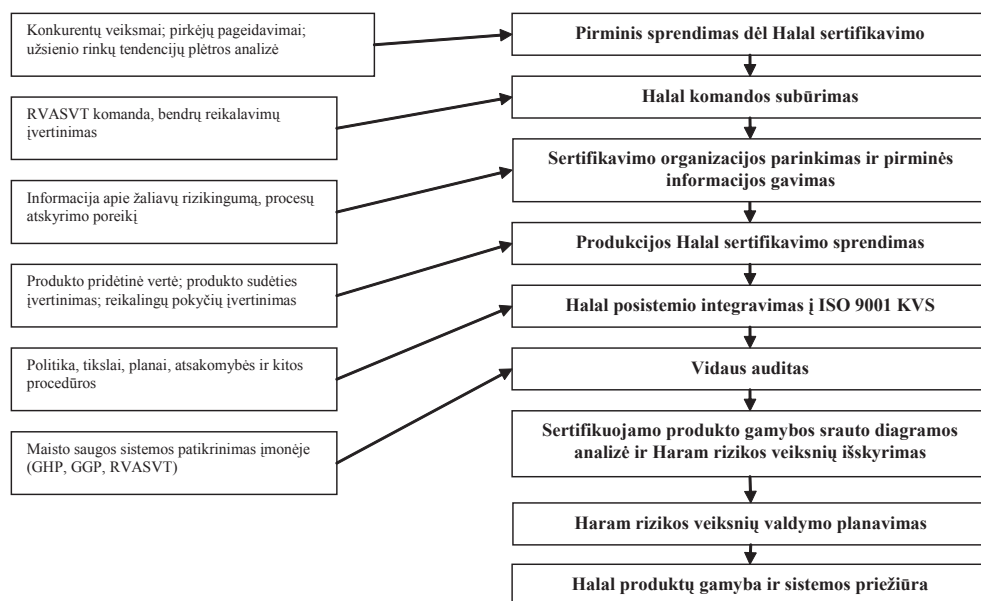 Konkurentų veiksmai; pirkėjų pageidavimai;
užsienio rinkų tendencijų plėtros analizė
Pirminis sprendimas dėl Halal sertifikavimo
RVASVT komanda, bendrų reikalavimų
įvertinimas
Halal komandos subūrimas
Informacija apie žaliavų rizikingumą, procesų
atskyrimo poreikį
Sertifikavimo organizacijos parinkimas ir pirminės
informacijos gavimas
Produkto pridėtinė vertė; produkto sudėties
įvertinimas; reikalingų pokyčių įvertinimas
Produkcijos Halal sertifikavimo sprendimas
Politika, tikslai, planai, atsakomybės ir kitos
procedūros
Halal posistemio integravimas į ISO 9001 KVS
Maisto saugos sistemos patikrinimas įmonėje
(GHP, GGP, RVASVT)
Vidaus auditas
Sertifikuojamo produkto gamybos srauto diagramos
analizė ir Haram rizikos veiksnių išskyrimas
Haram rizikos veiksnių valdymo planavimas
Halal produktų gamyba ir sistemos priežiūra